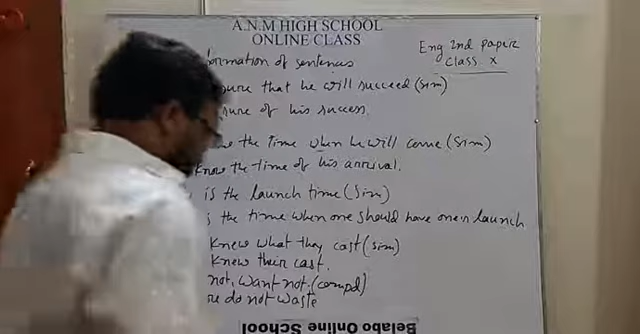 A.N.M HIGH SCHOOL
ONLINE CLASS
Eng 2nd paper
Class X
formation of sentences
sure that he will succeed (sim)
sure of his success.
the time when he will come (Sim)
Know the time of his arrival.
is the launch time (Sim)
the time when one should have one's launch
Knew what they cast (sim)
Knew their cast.
not, want not. (compd)
we do not waste
Belabo Online School